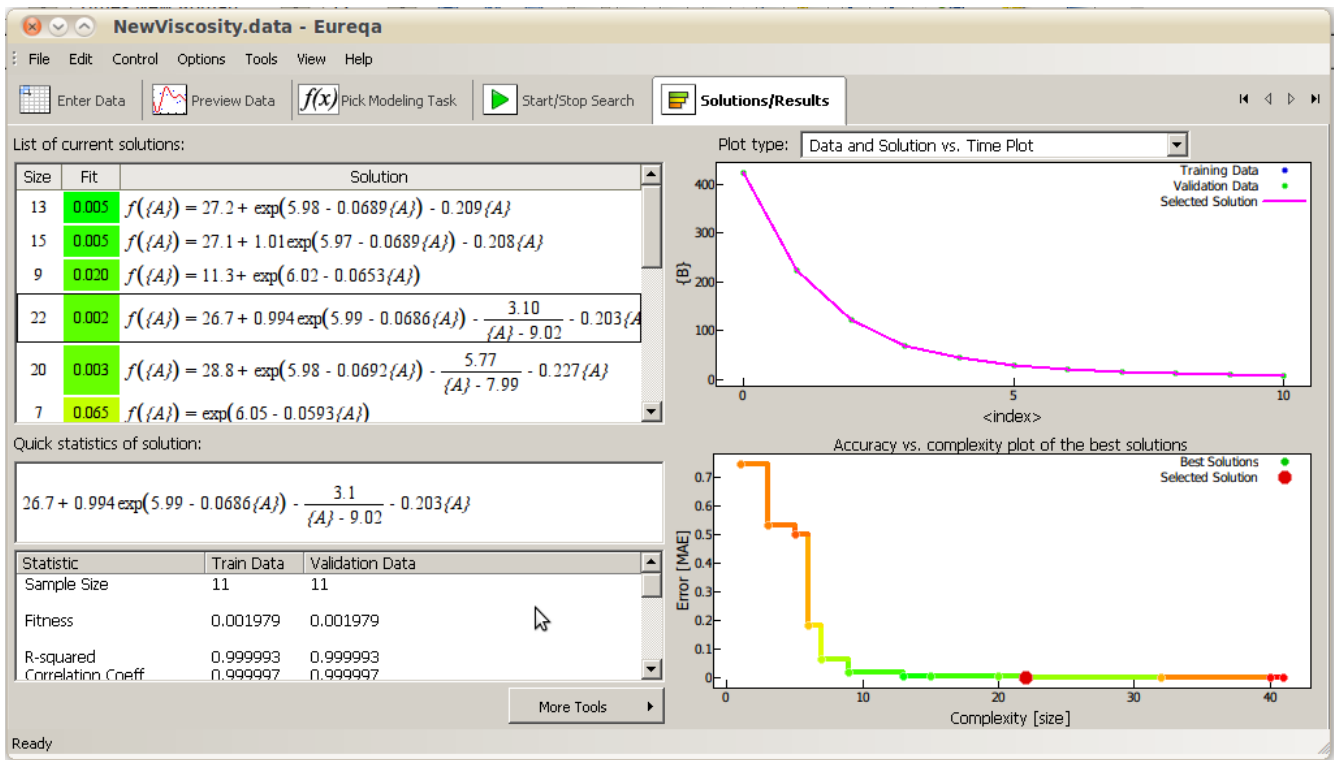 NewViscosity.data - Eureqa
File Edit Control Options Tools View Help
Enter Data Preview Data f(x) Pick Modeling Task Start/Stop Search Solutions/Results
List of current solutions:
Size Fit Solution
13 0.005 f({A}) = 27.2 + exp(5.98 - 0.0689{A}) - 0.209{A}
15 0.005 f({A}) = 27.1 + 1.01exp(5.97 - 0.0689{A}) - 0.208{A}
9 0.020 f({A}) = 11.3 + exp(6.02 - 0.0653{A})
22 0.002 f({A}) = 26.7 + 0.994exp(5.99 - 0.0686{A}) - 3.10/({A} - 9.02) - 0.203{A
20 0.003 f({A}) = 28.8 + exp(5.98 - 0.0692{A}) - 5.77/({A} - 7.99) - 0.227{A}
7 0.065 f({A}) = exp(6.05 - 0.0593{A})
Quick statistics of solution:
26.7 + 0.994exp(5.99 - 0.0686{A}) - 3.1/({A} - 9.02) - 0.203{A}
Statistic Train Data Validation Data
Sample Size 11 11
Fitness 0.001979 0.001979
R-squared 0.999993 0.999993
Correlation Coeff 0.999997 0.999997
More Tools
Ready
Plot type: Data and Solution vs. Time Plot
Training Data
Validation Data
Selected Solution
400
300
200
100
0
{B}
0 5 10
<index>
Accuracy vs. complexity plot of the best solutions
Best Solutions
Selected Solution
0.7
0.6
0.5
0.4
0.3
0.2
0.1
0
Error [MAE]
0 10 20 30 40
Complexity [size]